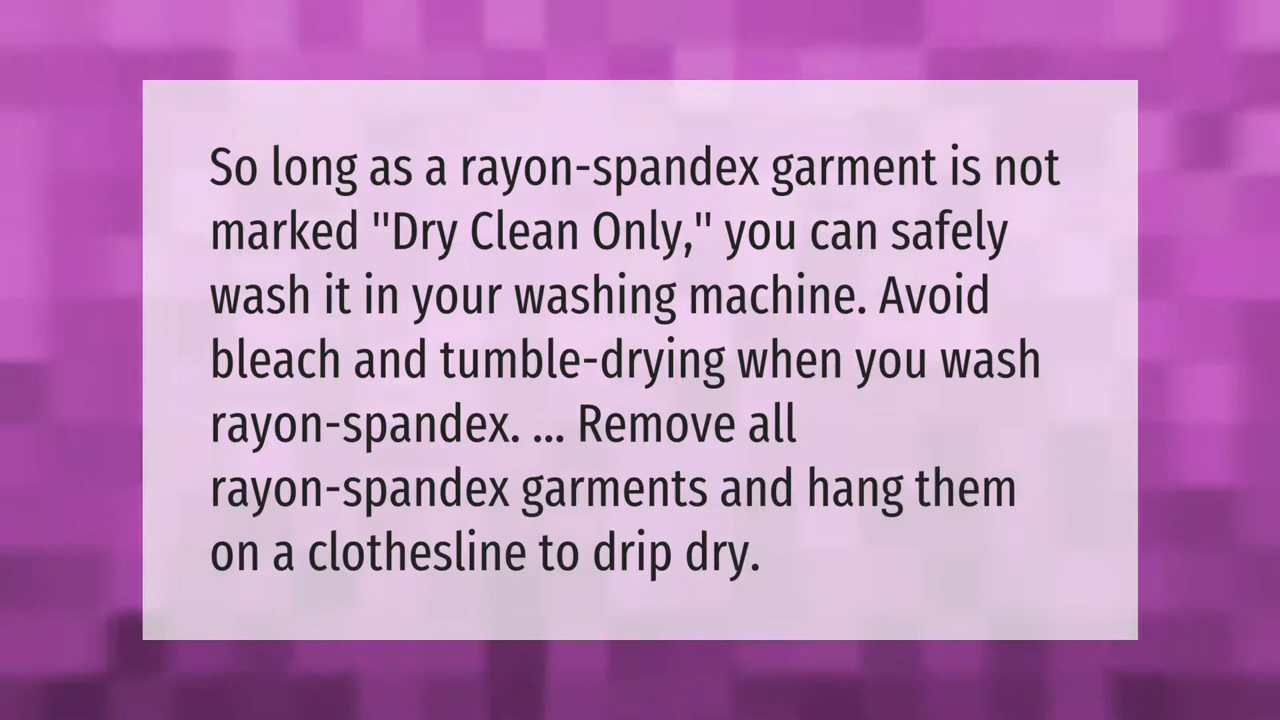 So long as a rayon-spandex garment is not
marked "Dry Clean Only," you can safely
wash it in your washing machine. Avoid
bleach and tumble-drying when you wash
rayon-spandex. ... Remove all
rayon-spandex garments and hang them
on a clothesline to drip dry.